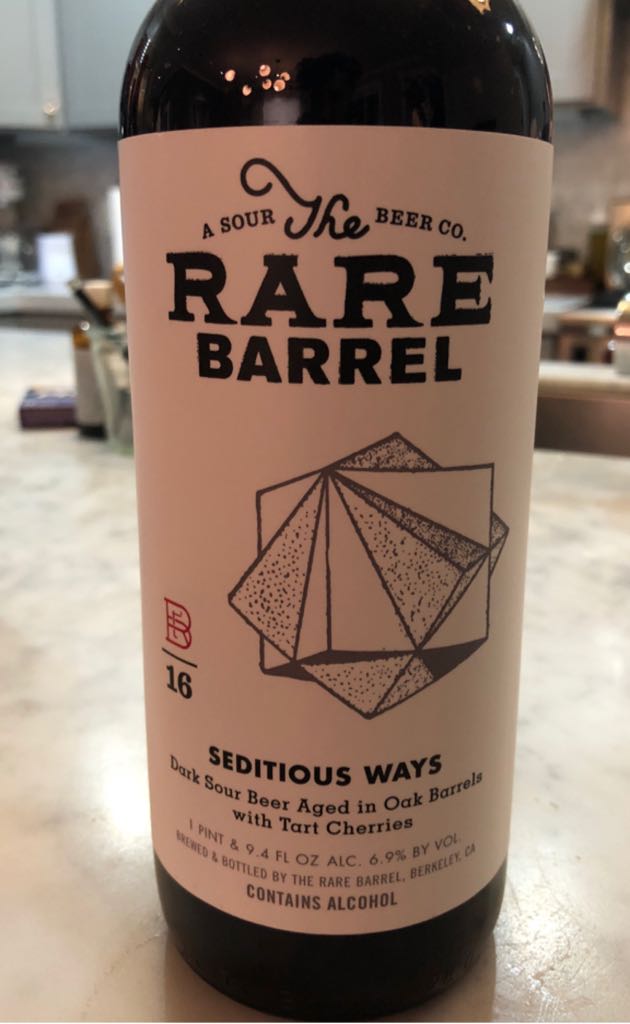 The
A SOUR BEER CO.
RARE
BARREL
RB
16
SEDITIOUS WAYS
Dark Sour Beer Aged in Oak Barrels
with Tart Cherries
1 PINT & 9.4 FL OZ ALC. 6.9% BY VOL.
BREWED & BOTTLED BY THE RARE BARREL, BERKELEY, CA
CONTAINS ALCOHOL